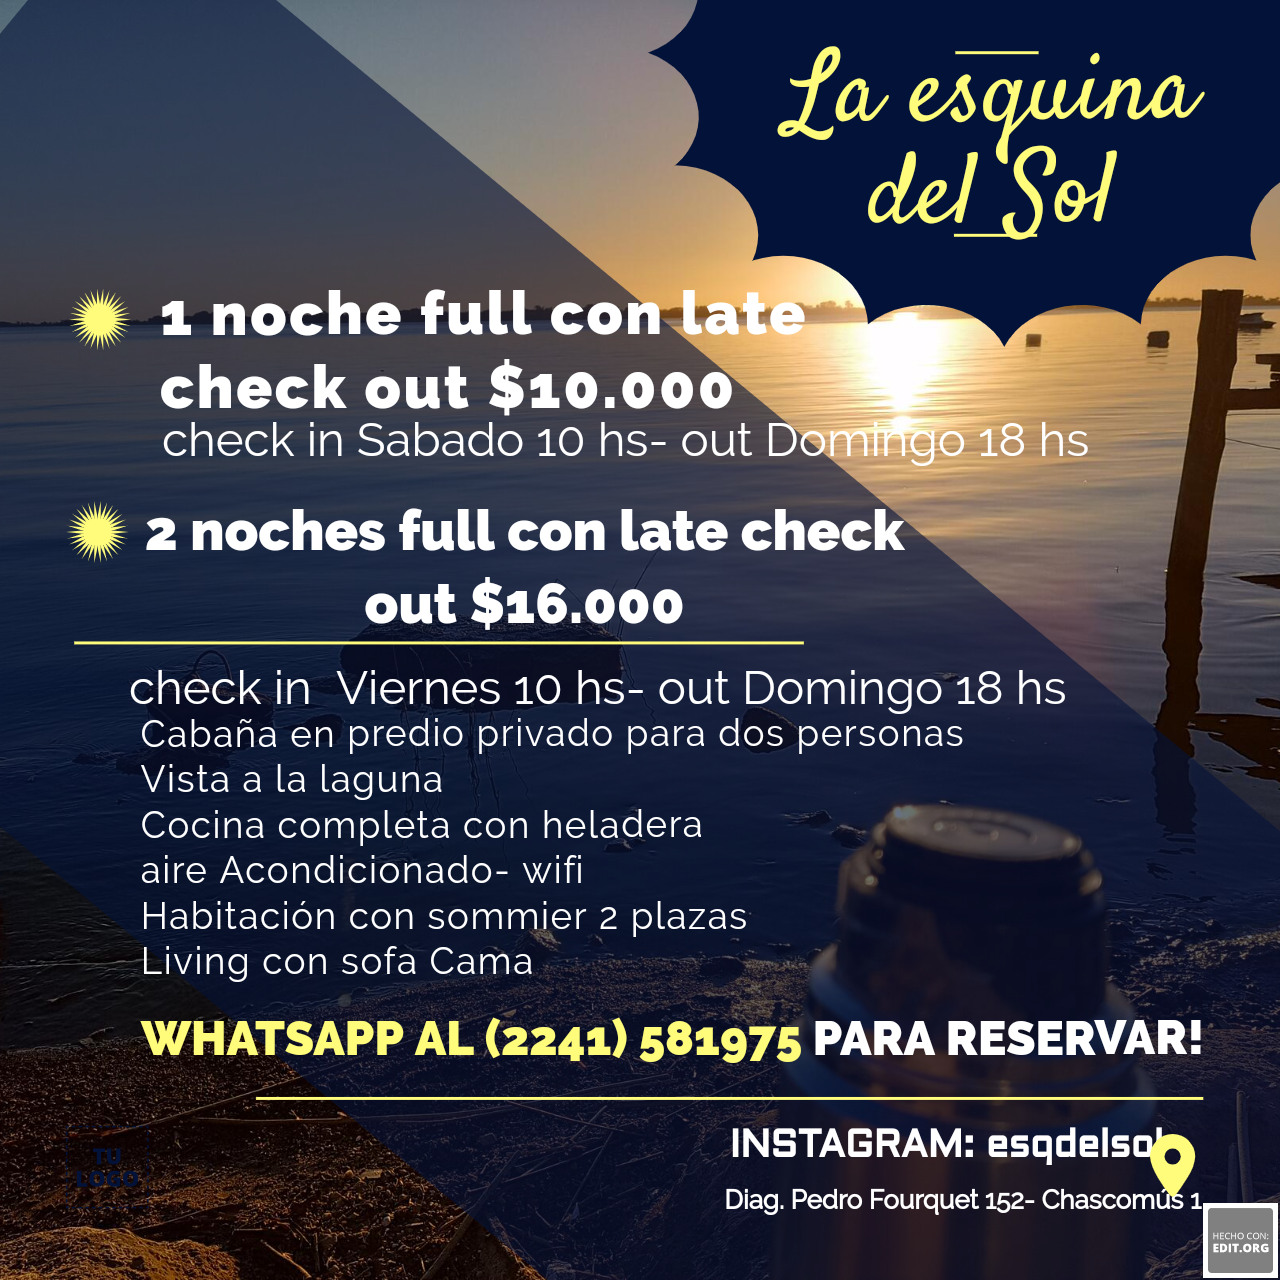 La esquina
del Sol
1 noche full con late
check out $10.000
check in Sabado 10 hs- out Domingo 18 hs
2 noches full con late check
out $16.000
check in Viernes 10 hs- out Domingo 18 hs
Cabaña en predio privado para dos personas
Vista a la laguna
Cocina completa con heladera
aire Acondicionado- wifi
Habitación con sommier 2 plazas
Living con sofa Cama
WHATSAPP AL (2241) 581975 PARA RESERVAR!
INSTAGRAM: esqdelsol
Diag. Pedro Fourquet 152- Chascomús 1
TU
LOGO
HECHO CON:
EDIT.ORG